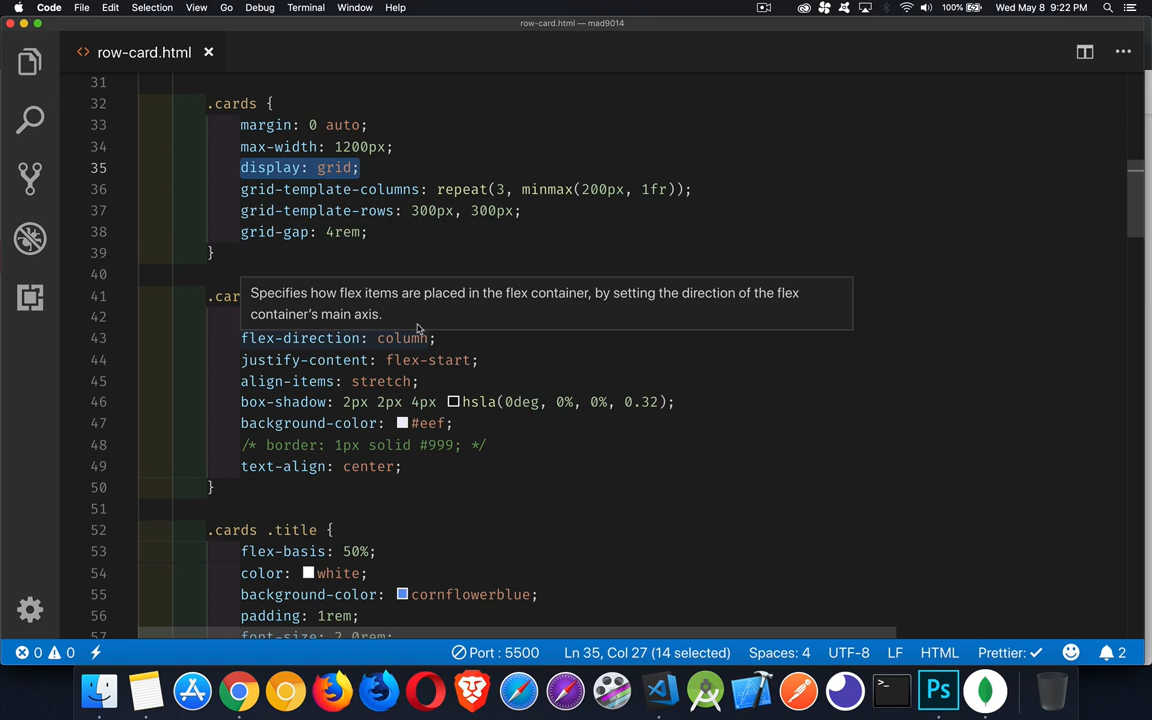 Code File Edit Selection View Go Debug Terminal Window Help 100% Wed May 8 9:22 PM
row-card.html — mad9014
<> row-card.html ×
31
32 .cards {
33 margin: 0 auto;
34 max-width: 1200px;
35 display: grid;
36 grid-template-columns: repeat(3, minmax(200px, 1fr));
37 grid-template-rows: 300px, 300px;
38 grid-gap: 4rem;
39 }
40
Specifies how flex items are placed in the flex container, by setting the direction of the flex
container's main axis.
41 .car
42
43 flex-direction: column;
44 justify-content: flex-start;
45 align-items: stretch;
46 box-shadow: 2px 2px 4px hsla(0deg, 0%, 0%, 0.32);
47 background-color: #eef;
48 /* border: 1px solid #999; */
49 text-align: center;
50 }
51
52 .cards .title {
53 flex-basis: 50%;
54 color: white;
55 background-color: cornflowerblue;
56 padding: 1rem;
57 font-size: 2.0rem;
0 0 Port : 5500 Ln 35, Col 27 (14 selected) Spaces: 4 UTF-8 LF HTML Prettier: ✓ 2
>_ Ps